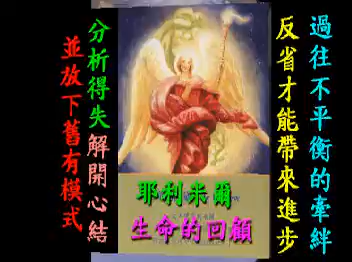 過往不平衡的牽絆
反省才能帶來進步
分析得失解開心結
並放下舊有模式
耶利米爾
生命的回顧